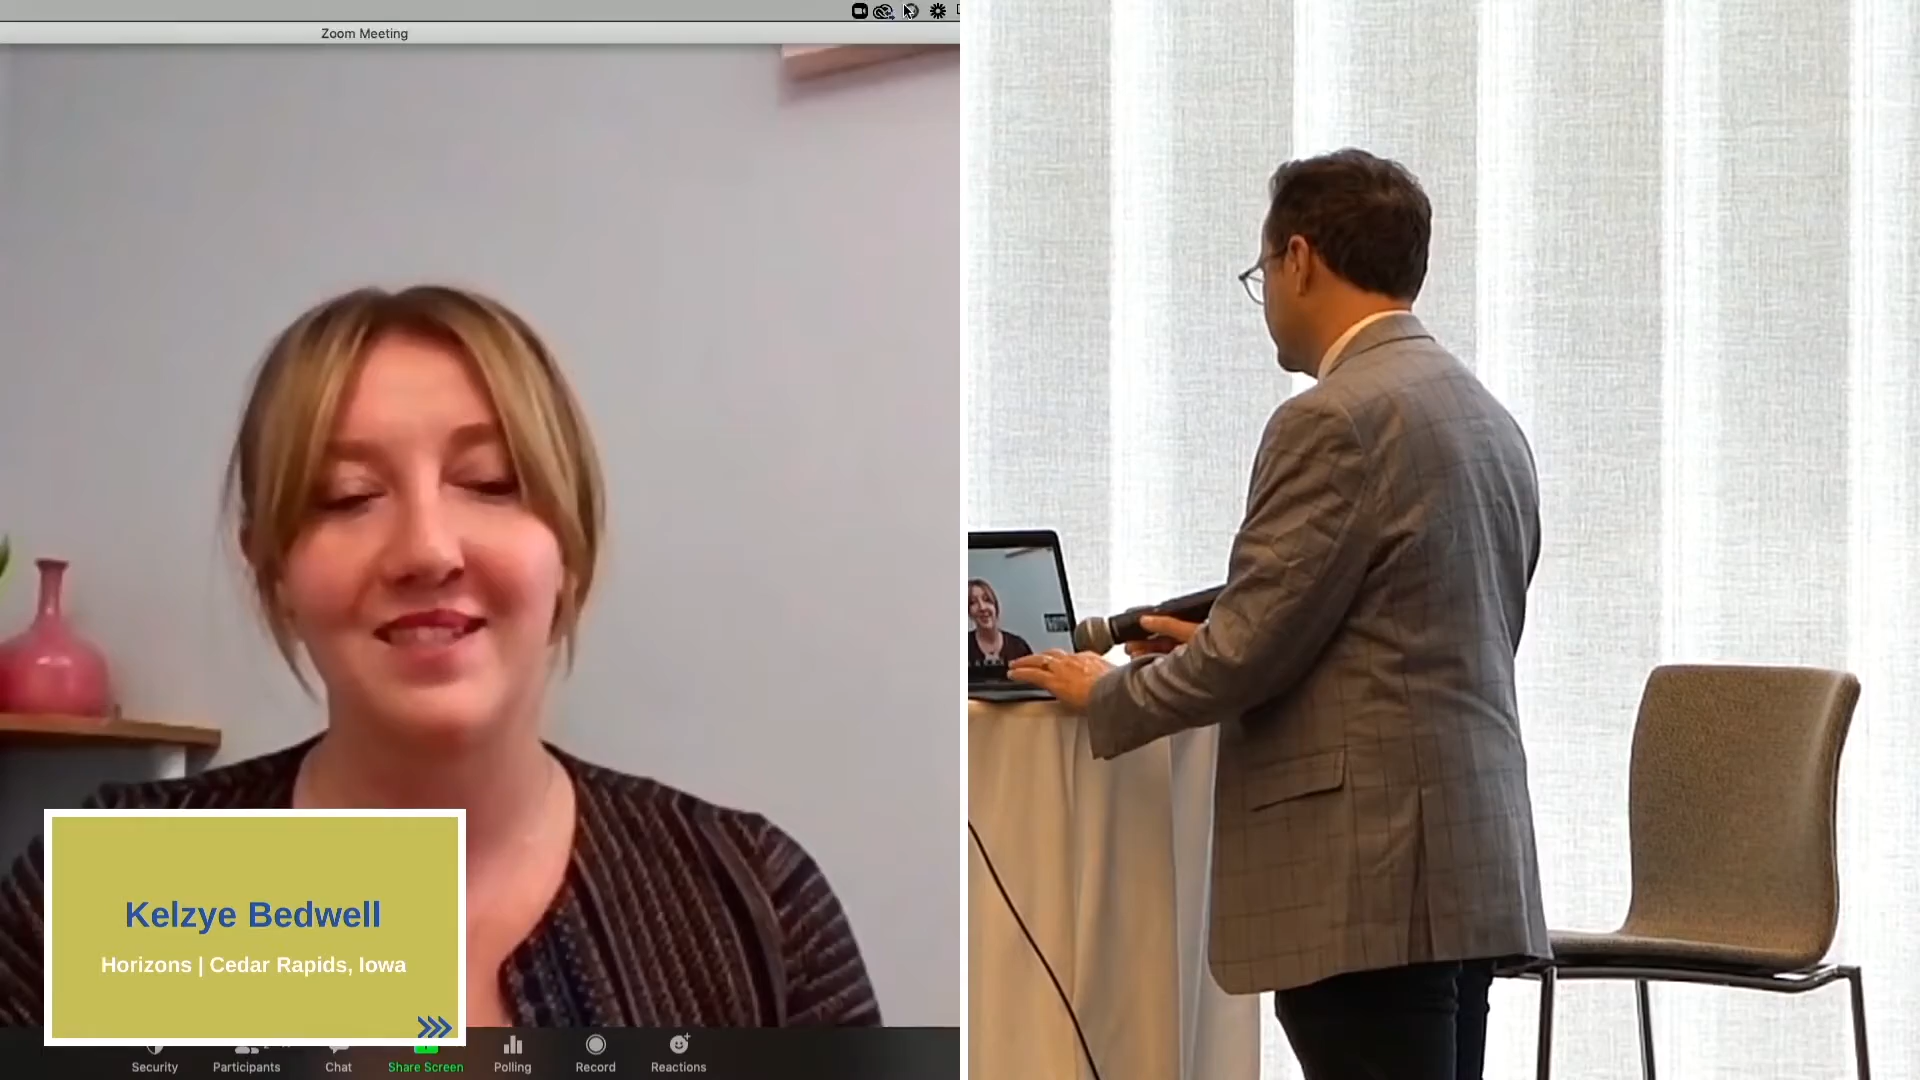 Zoom Meeting
Kelzye Bedwell
Horizons | Cedar Rapids, Iowa
Security
Participants
Chat
Share Screen
Polling
Record
Reactions